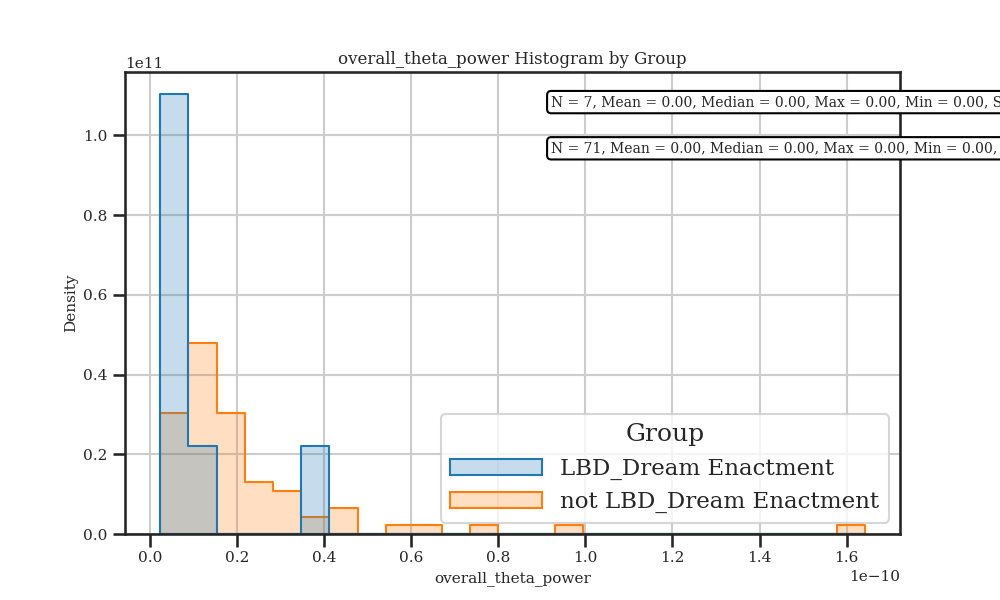 overall_theta_power Histogram by Group
1e11
N = 7, Mean = 0.00, Median = 0.00, Max = 0.00, Min = 0.00, S
N = 71, Mean = 0.00, Median = 0.00, Max = 0.00, Min = 0.00,
1.0
0.8
0.6
0.4
0.2
0.0
Density
Group
LBD_Dream Enactment
not LBD_Dream Enactment
0.0 0.2 0.4 0.6 0.8 1.0 1.2 1.4 1.6
1e−10
overall_theta_power